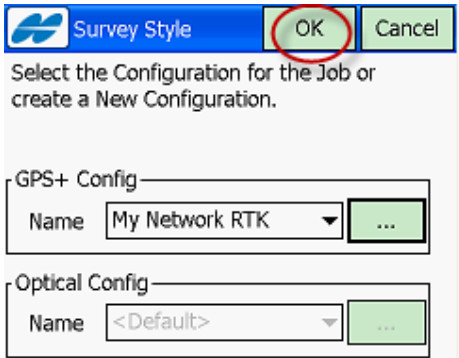 Survey Style OK Cancel
Select the Configuration for the Job or
create a New Configuration.
GPS+ Config
Name My Network RTK ...
Optical Config
Name <Default> ...